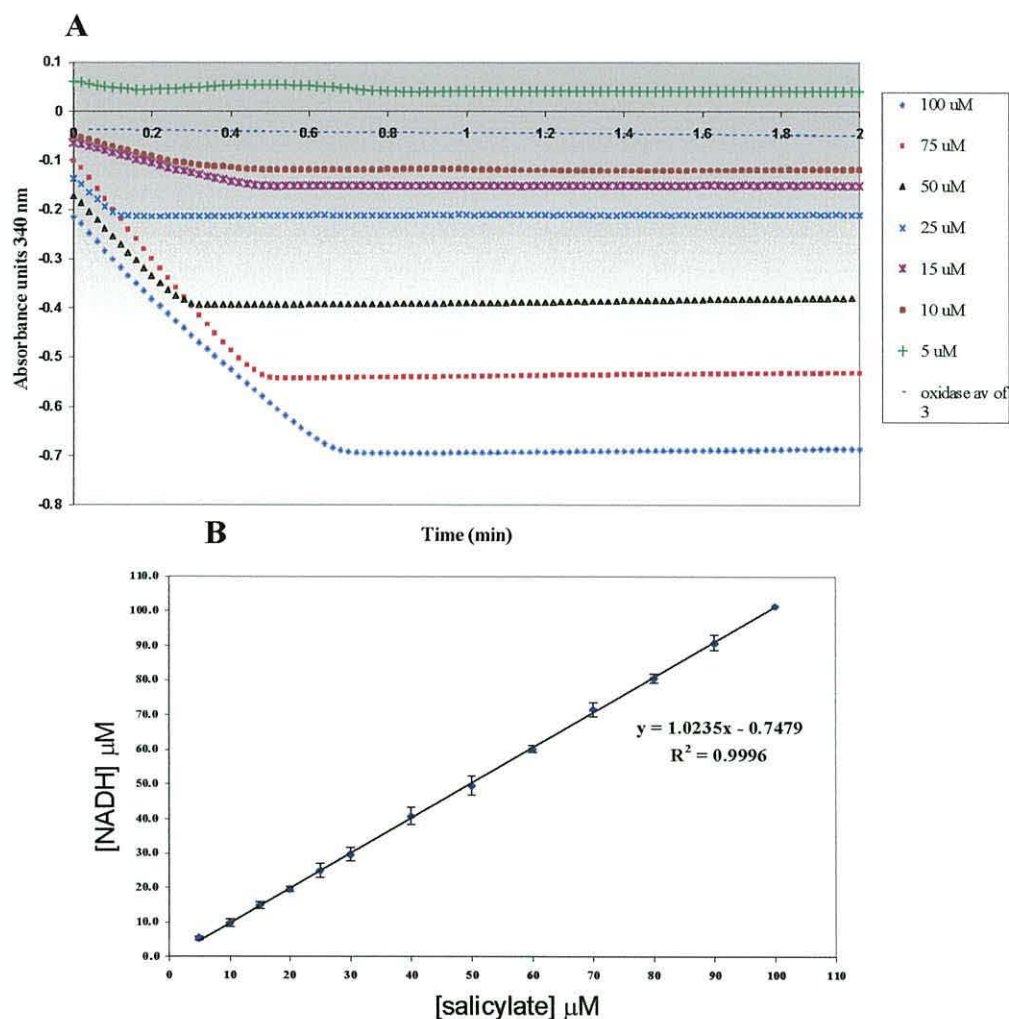 A
0.1
0
-0.1
-0.2
-0.3
-0.4
-0.5
-0.6
-0.7
-0.8
Absorbance units 340 nm
0 0.2 0.4 0.6 0.8 1 1.2 1.4 1.6 1.8 2
Time (min)
100 uM
75 uM
50 uM
25 uM
15 uM
10 uM
5 uM
oxidase av of
3
B
110.0
100.0
90.0
80.0
70.0
60.0
50.0
40.0
30.0
20.0
10.0
0.0
[NADH] μM
y = 1.0235x - 0.7479
R² = 0.9996
0 10 20 30 40 50 60 70 80 90 100 110
[salicylate] μM